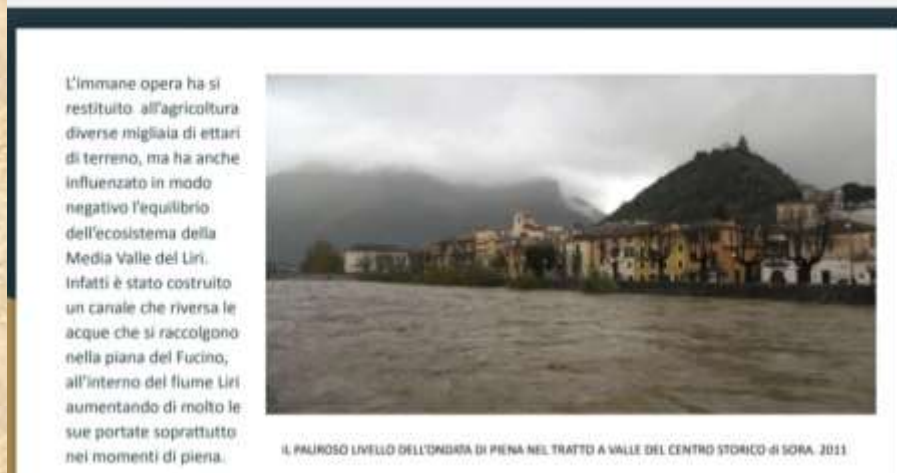 L'immane opera ha si
restituito all'agricoltura
diverse migliaia di ettari
di terreno, ma ha anche
influenzato in modo
negativo l'equilibrio
dell'ecosistema della
Media Valle del Liri.
Infatti è stato costruito
un canale che riversa le
acque che si raccolgono
nella piana del Fucino,
all'interno del fiume Liri
aumentando di molto le
sue portate soprattutto
nei momenti di piena.
IL PAUROSO LIVELLO DELL'ONDATA DI PIENA NEL TRATTO A VALLE DEL CENTRO STORICO di SORA. 2011